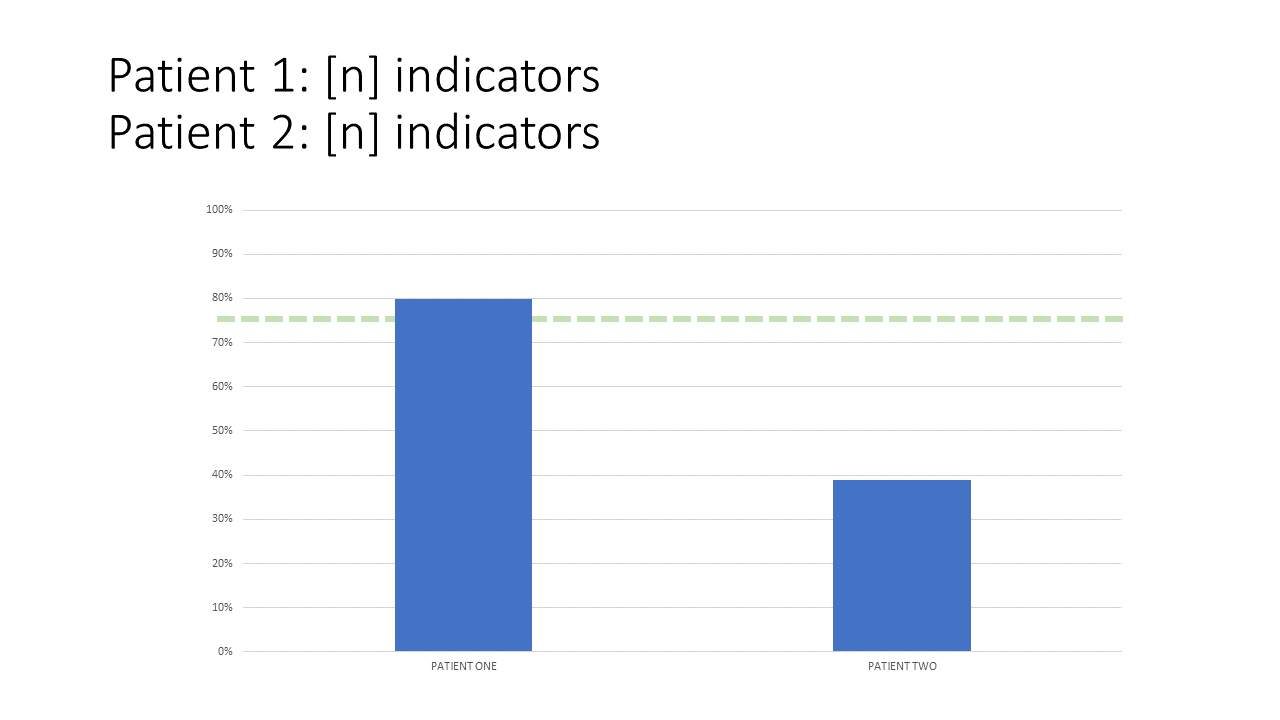 Patient 1: [n] indicators
Patient 2: [n] indicators
100%
90%
80%
70%
60%
50%
40%
30%
20%
10%
0%
PATIENT ONE
PATIENT TWO